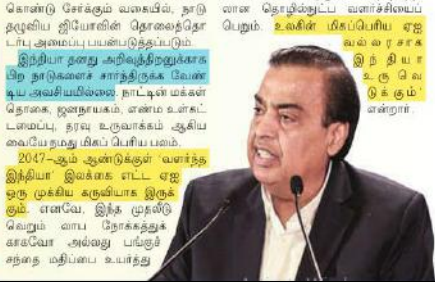 கொண்டு சேர்க்கும் வகையில், நாடு
தழுவிய ஜியோவின் தொலைத்தொ
டர்பு அமைப்பு பயன்படுத்தப்படும்.
இந்தியா தனது அறிவுத்திறனுக்காக
பிற நாடுகளைச் சார்ந்திருக்க வேண்
டிய அவசியமில்லை. நாட்டின் மக்கள்
தொகை, ஜனநாயகம், எண்ம உள்கட்
டமைப்பு, தரவு உருவாக்கம் ஆகிய
வையே நமது மிகப் பெரிய பலம்.
2047-ஆம் ஆண்டுக்குள் 'வளர்ந்த
இந்தியா' இலக்கை எட்ட ஏஐ
ஒரு முக்கிய கருவியாக இருக்
கும். எனவே, இந்த முதலீடு
வெறும் லாப நோக்கத்துக்
காகவோ அல்லது பங்குச்
சந்தை மதிப்பை உயர்த்து
லான தொழில்நுட்ப வளர்ச்சியைப்
பெறும். உலகின் மிகப்பெரிய ஏஐ
வல்லரசாக
இந்தியா
உருவெ
டுக்கும்'
என்றார்.